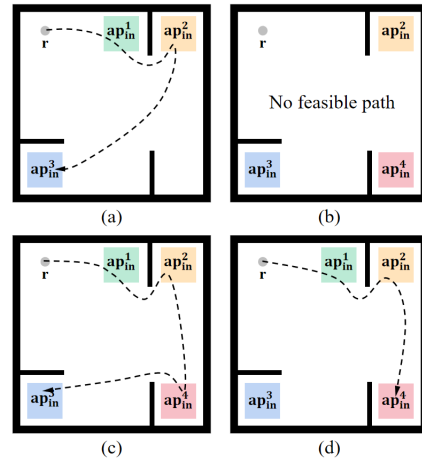 ap¹ᵢₙ ap²ᵢₙ
r
ap³ᵢₙ
(a)
ap²ᵢₙ
r
No feasible path
ap³ᵢₙ ap⁴ᵢₙ
(b)
ap¹ᵢₙ ap²ᵢₙ
r
ap³ᵢₙ ap⁴ᵢₙ
(c)
ap¹ᵢₙ ap²ᵢₙ
r
ap³ᵢₙ ap⁴ᵢₙ
(d)